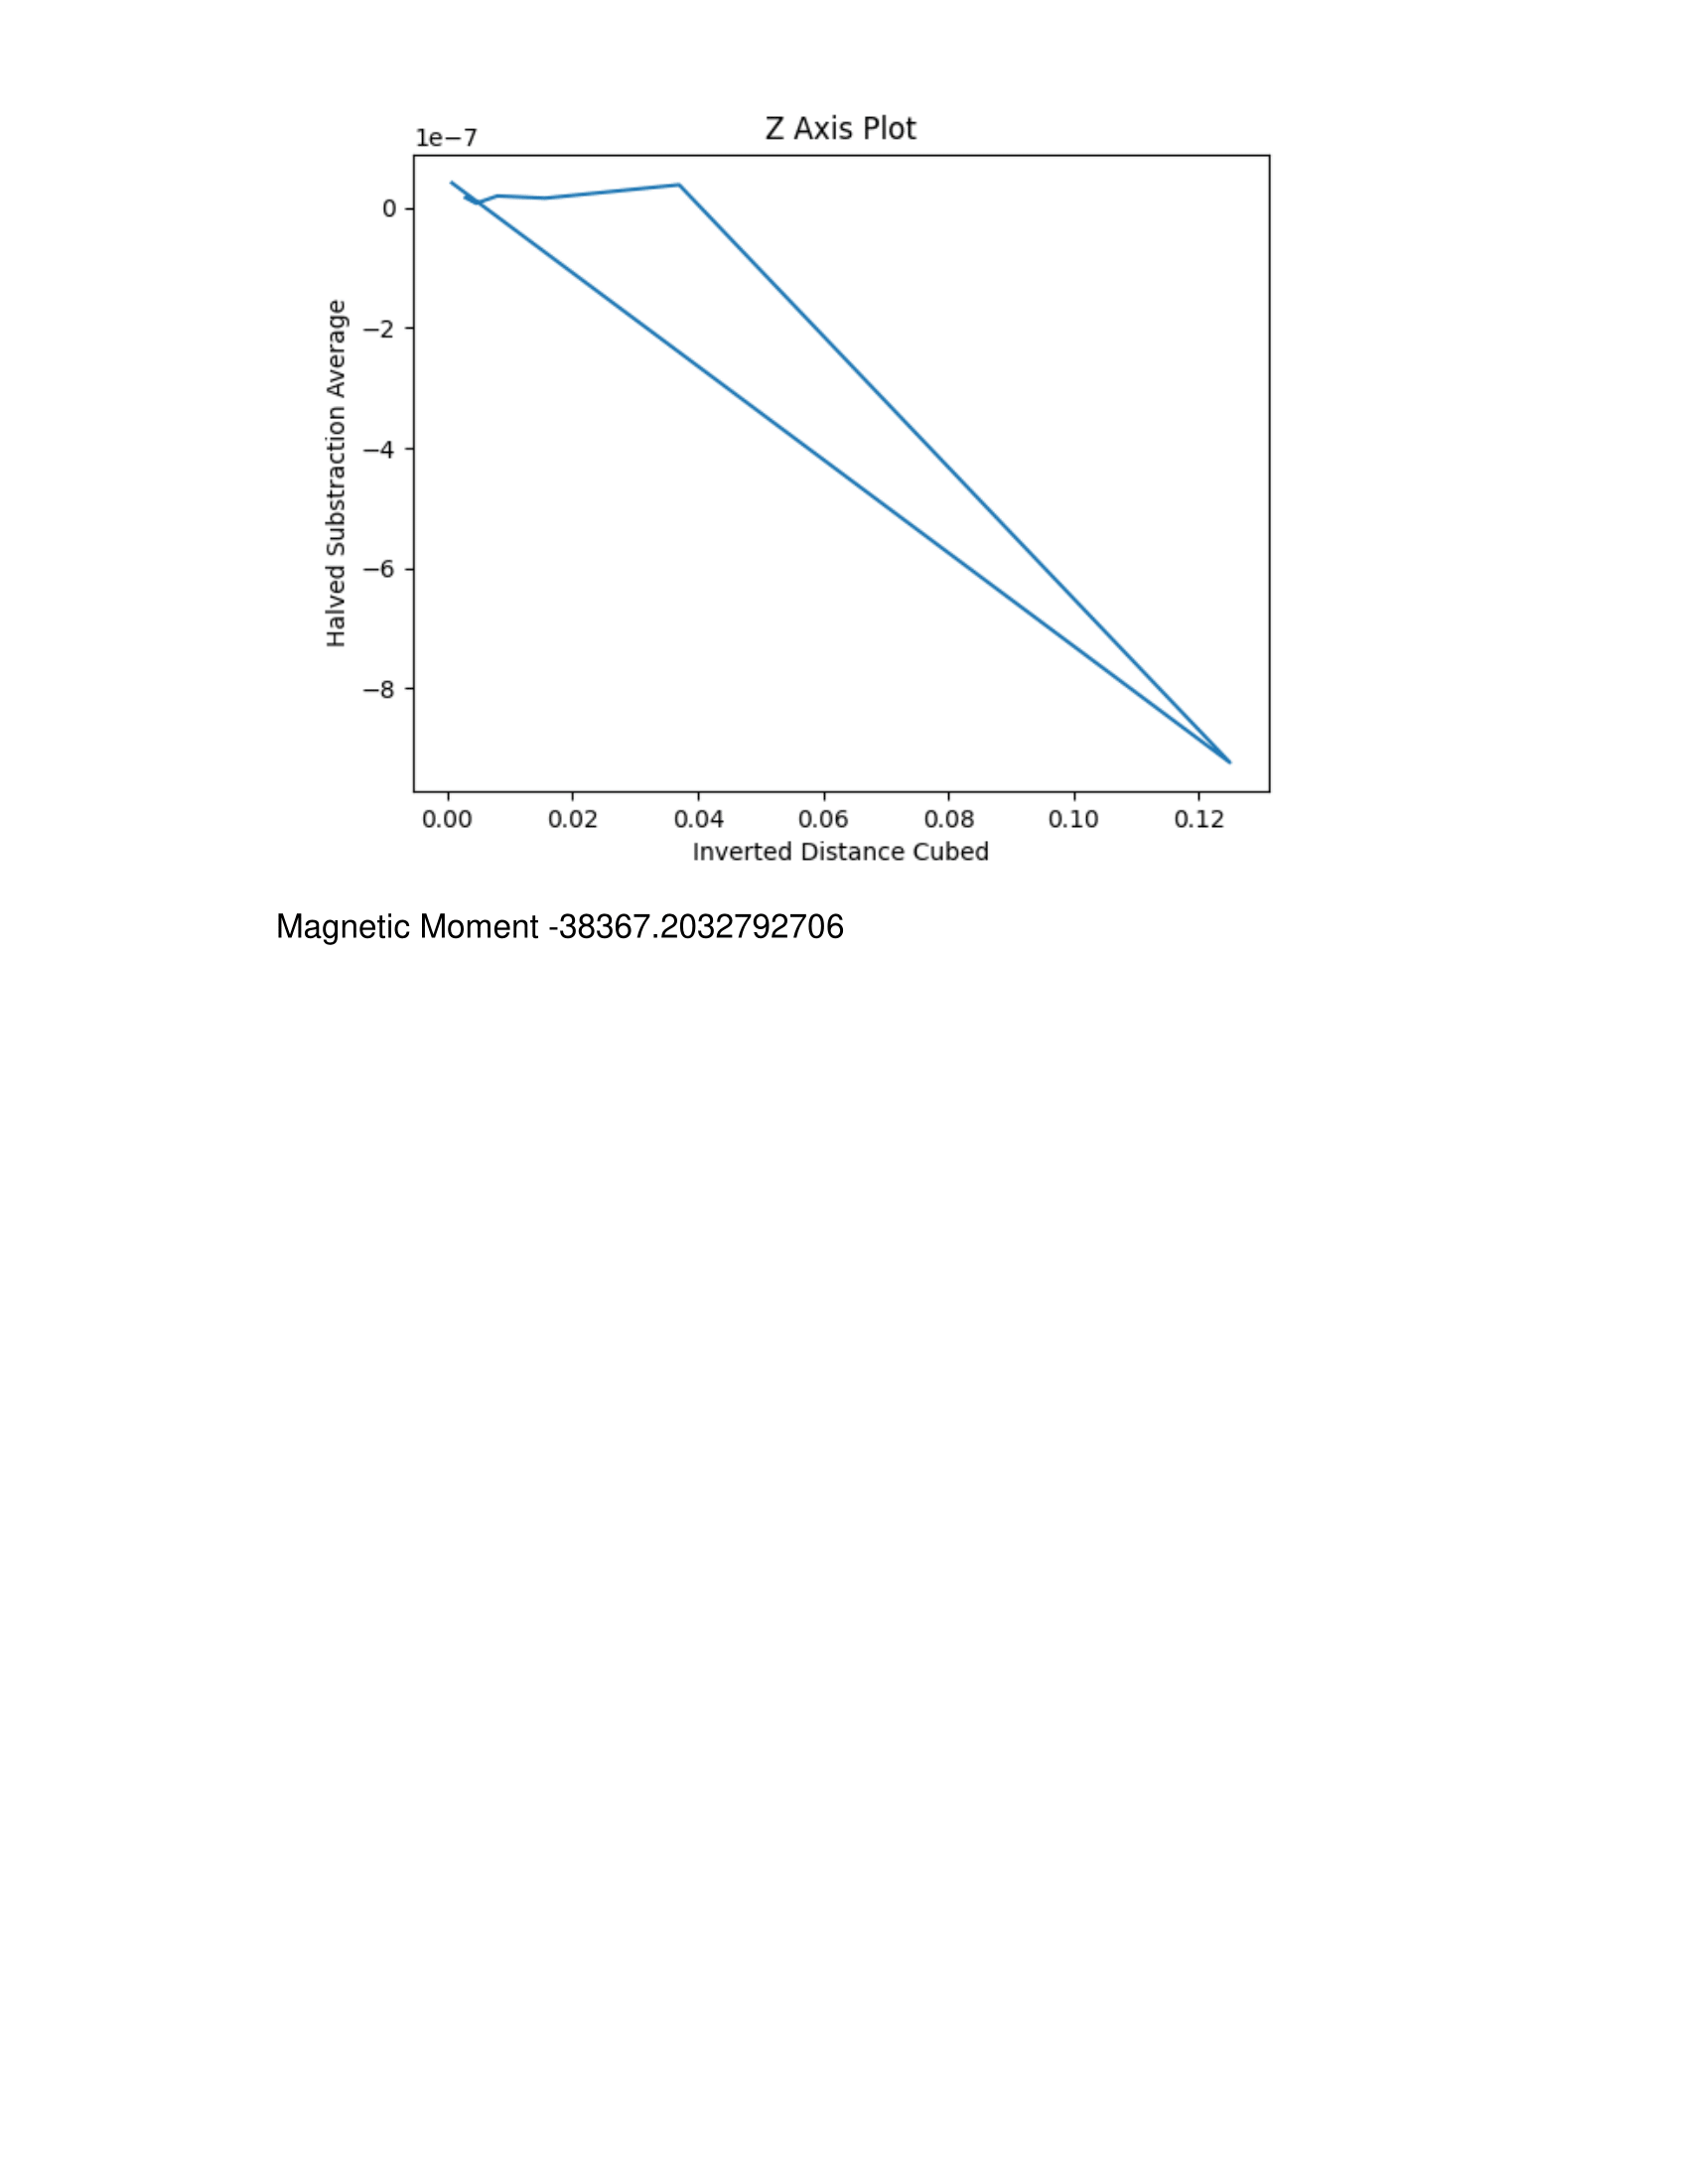 Z Axis Plot
1e−7
0
−2
−4
−6
−8
Halved Substraction Average
0.00 0.02 0.04 0.06 0.08 0.10 0.12
Inverted Distance Cubed
Magnetic Moment -38367.2032792706